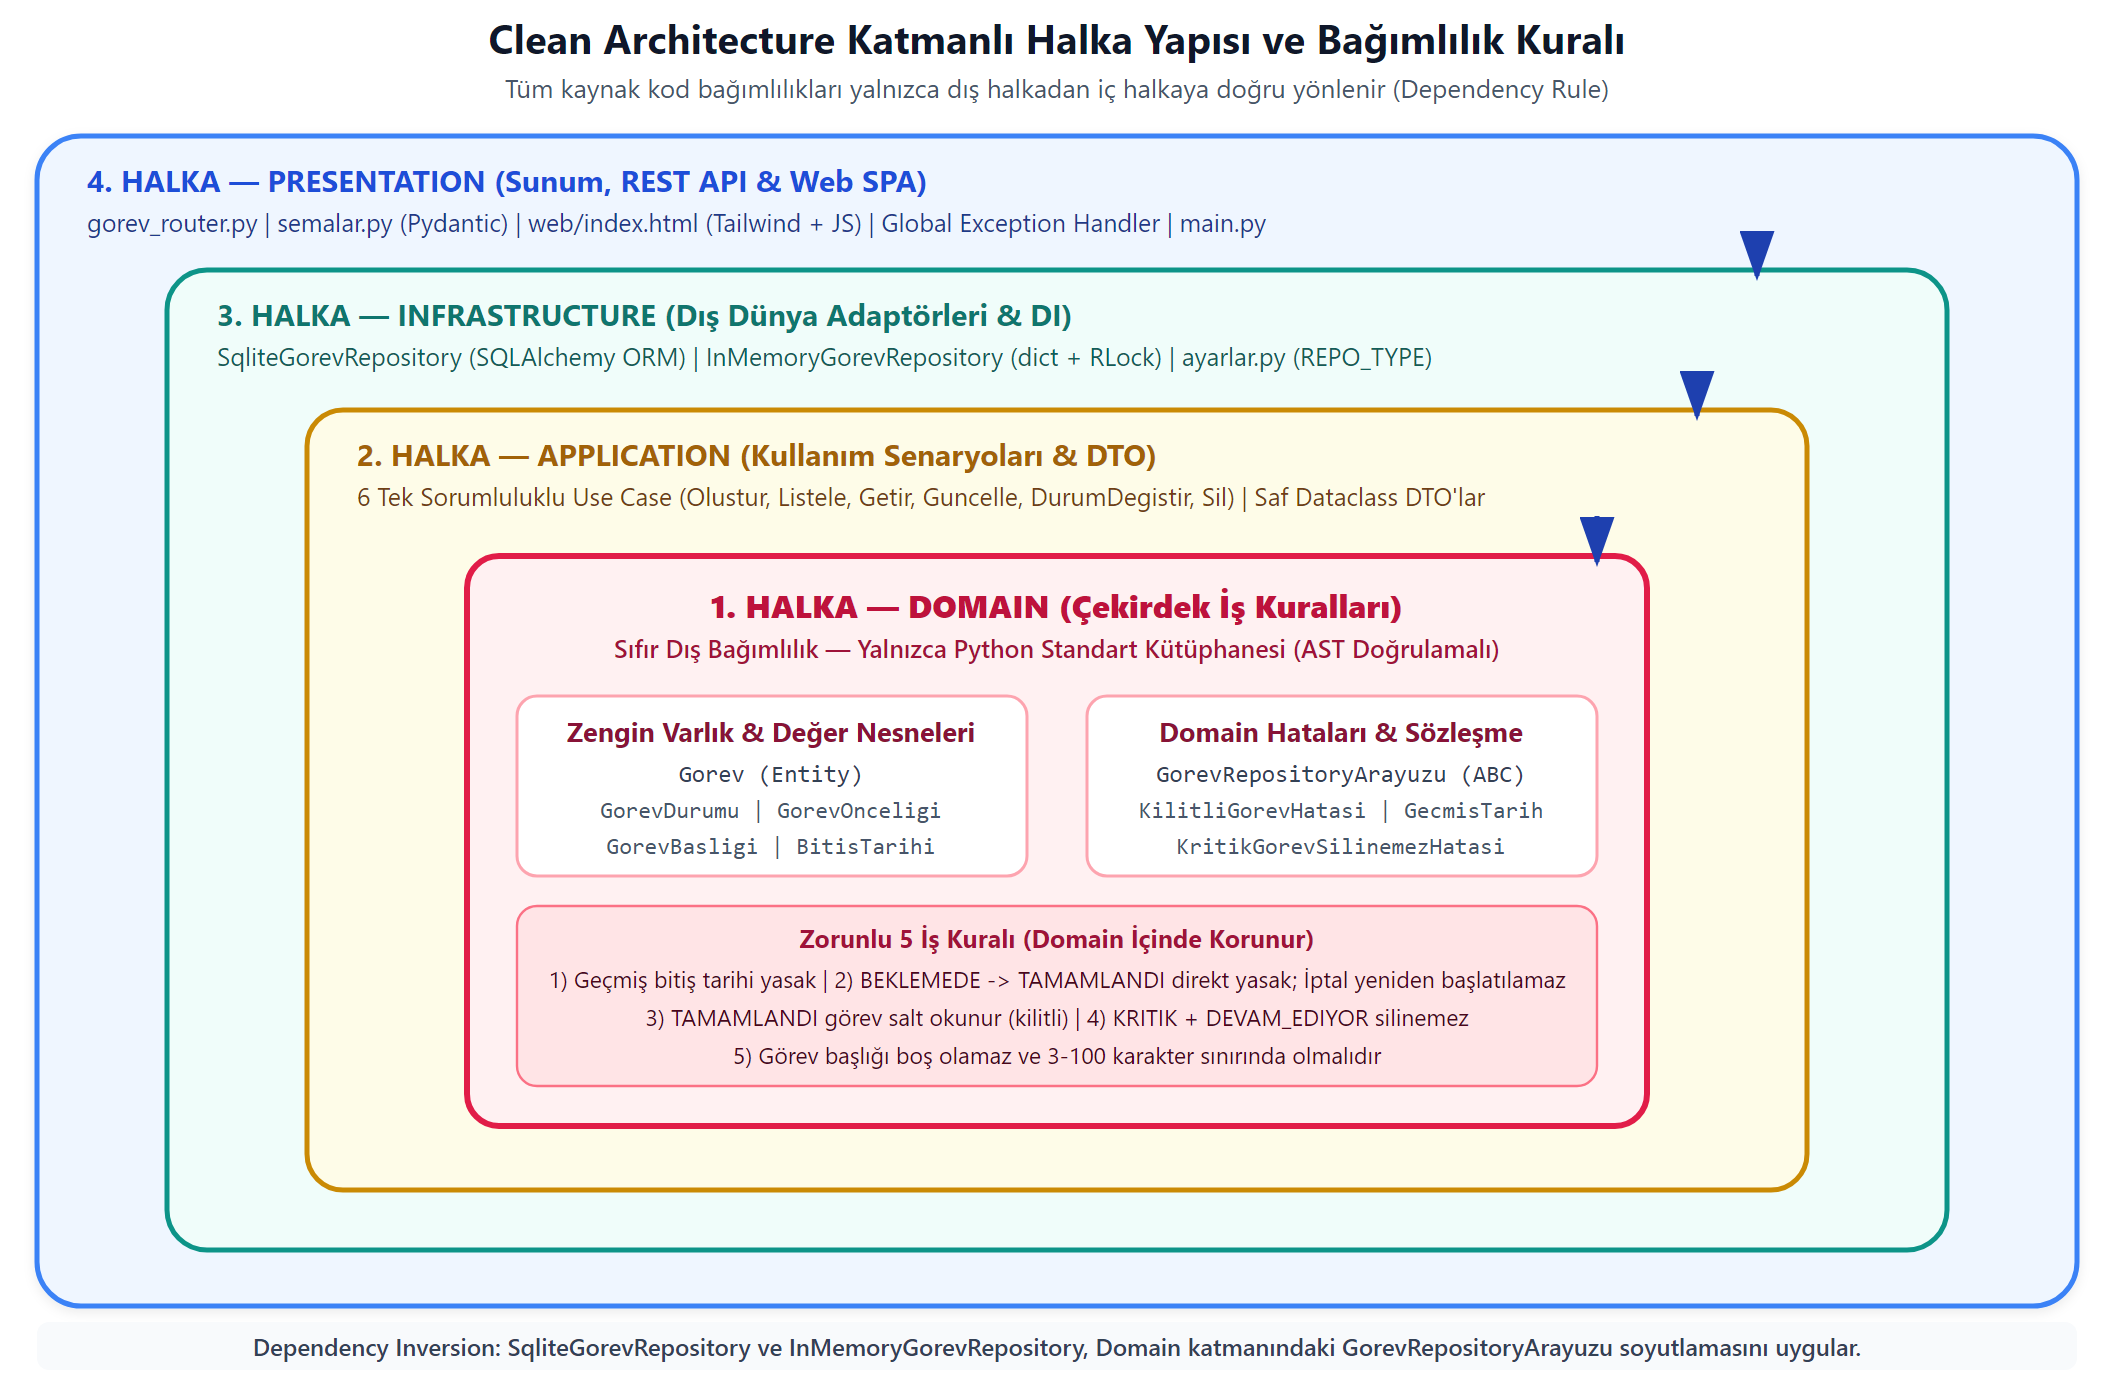 Clean Architecture Katmanlı Halka Yapısı ve Bağımlılık Kuralı
Tüm kaynak kod bağımlılıkları yalnızca dış halkadan iç halkaya doğru yönlenir (Dependency Rule)
4. HALKA — PRESENTATION (Sunum, REST API & Web SPA)
gorev_router.py | semalar.py (Pydantic) | web/index.html (Tailwind + JS) | Global Exception Handler | main.py
3. HALKA — INFRASTRUCTURE (Dış Dünya Adaptörleri & DI)
SqliteGorevRepository (SQLAlchemy ORM) | InMemoryGorevRepository (dict + RLock) | ayarlar.py (REPO_TYPE)
2. HALKA — APPLICATION (Kullanım Senaryoları & DTO)
6 Tek Sorumluluklu Use Case (Olustur, Listele, Getir, Guncelle, DurumDegistir, Sil) | Saf Dataclass DTO'lar
1. HALKA — DOMAIN (Çekirdek İş Kuralları)
Sıfır Dış Bağımlılık — Yalnızca Python Standart Kütüphanesi (AST Doğrulamalı)
Zengin Varlık & Değer Nesneleri
Gorev (Entity)
GorevDurumu | GorevOnceligi
GorevBasligi | BitisTarihi
Domain Hataları & Sözleşme
GorevRepositoryArayuzu (ABC)
KilitliGorevHatasi | GecmisTarih
KritikGorevSilinemezHatasi
Zorunlu 5 İş Kuralı (Domain İçinde Korunur)
1) Geçmiş bitiş tarihi yasak | 2) BEKLEMEDE -> TAMAMLANDI direkt yasak; İptal yeniden başlatılamaz
3) TAMAMLANDI görev salt okunur (kilitli) | 4) KRITIK + DEVAM_EDIYOR silinemez
5) Görev başlığı boş olamaz ve 3-100 karakter sınırında olmalıdır
Dependency Inversion: SqliteGorevRepository ve InMemoryGorevRepository, Domain katmanındaki GorevRepositoryArayuzu soyutlamasını uygular.